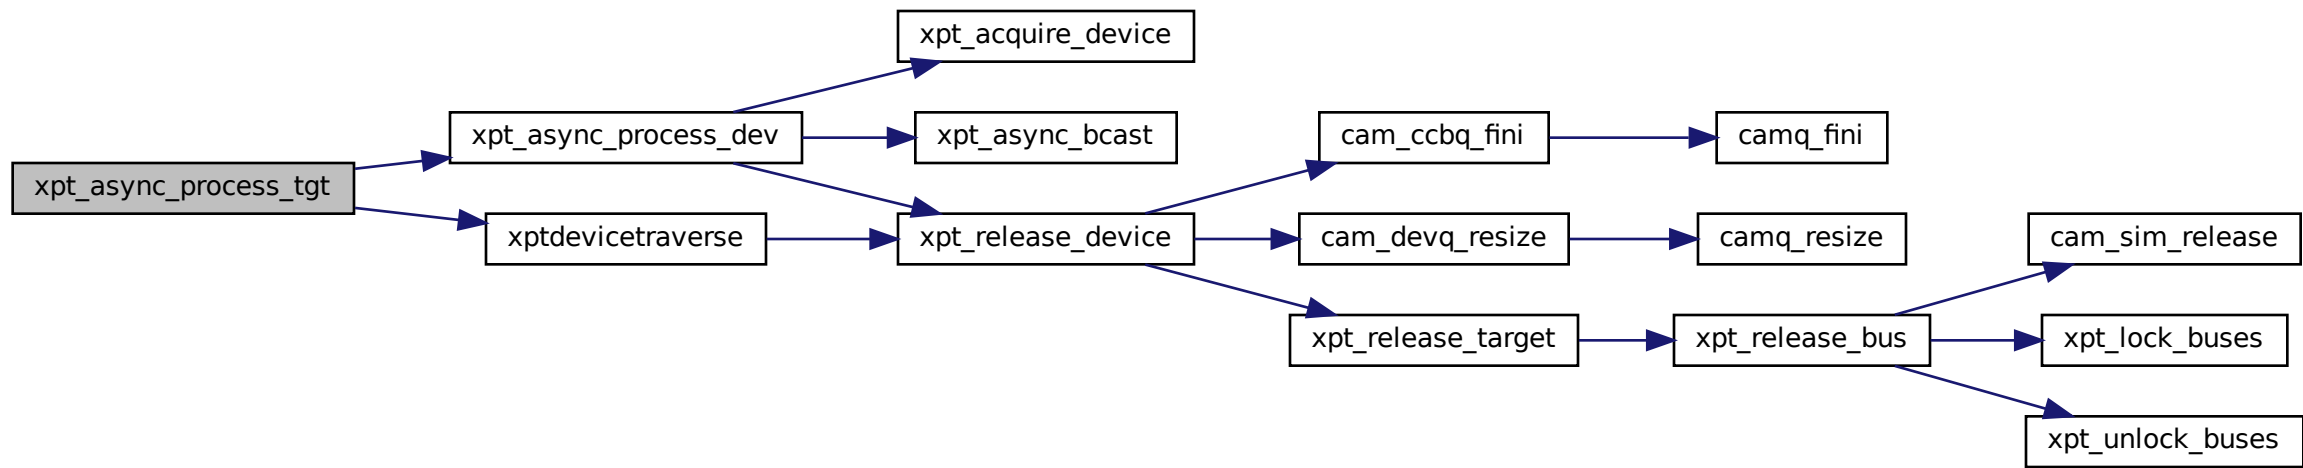 xpt_async_process_tgt
xpt_async_process_dev
xptdevicetraverse
xpt_acquire_device
xpt_async_bcast
xpt_release_device
cam_ccbq_fini
cam_devq_resize
xpt_release_target
camq_fini
camq_resize
xpt_release_bus
cam_sim_release
xpt_lock_buses
xpt_unlock_buses